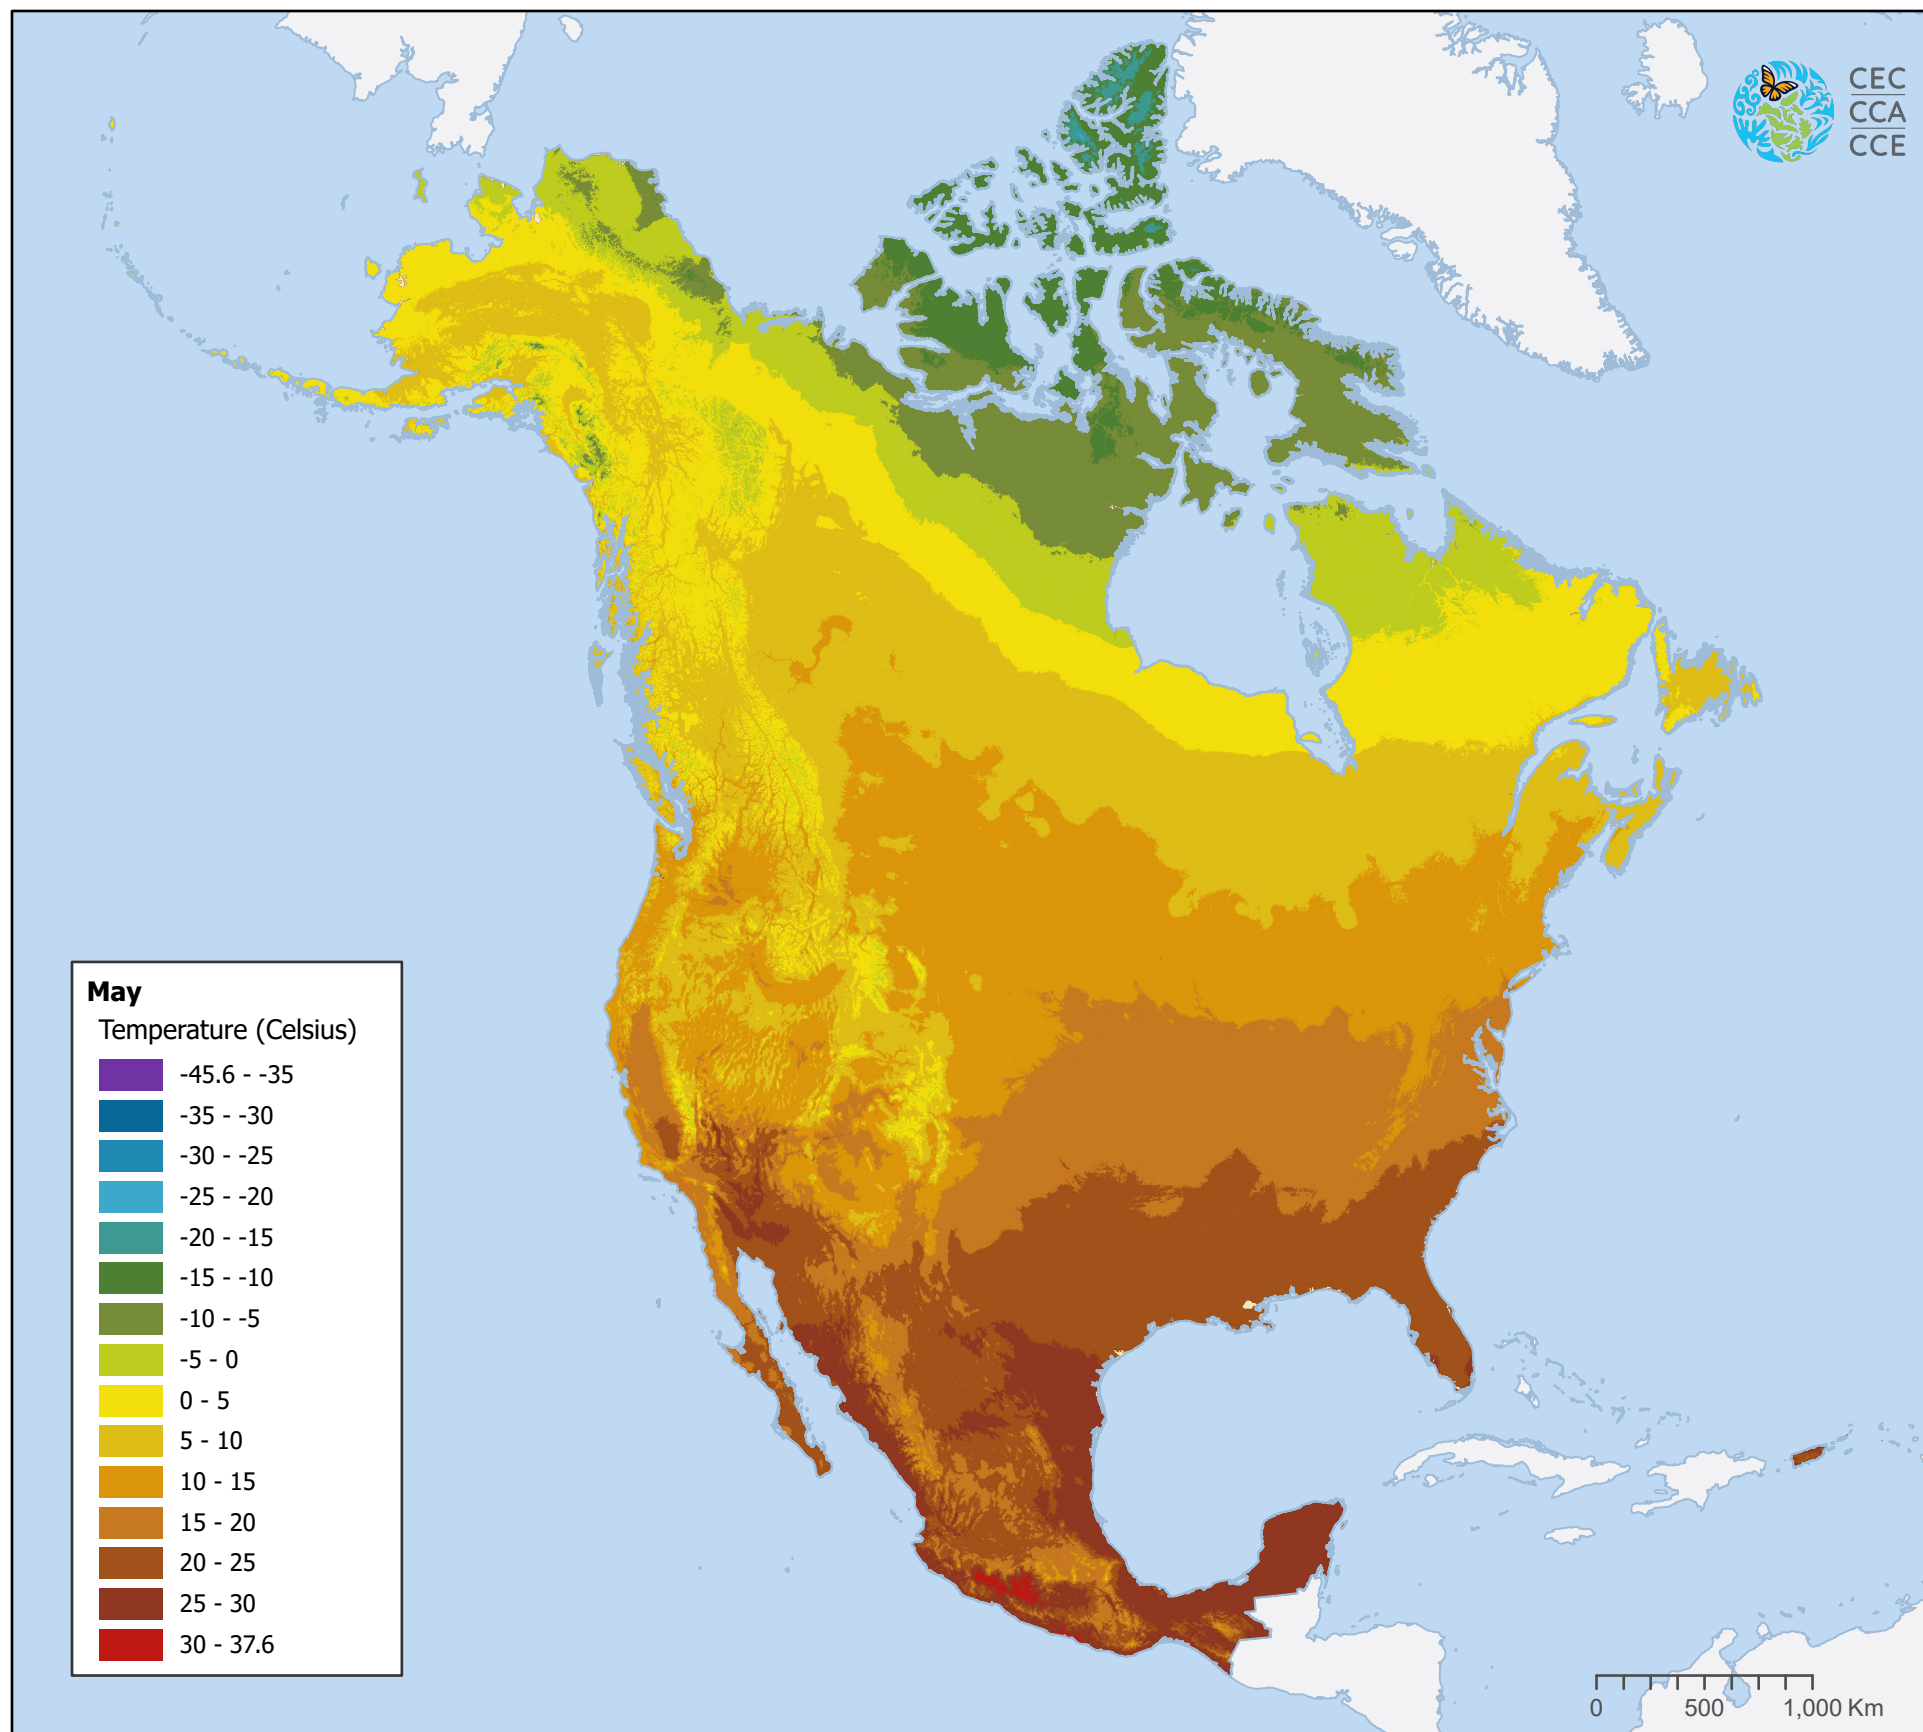 CEC
CCA
CCE
May
Temperature (Celsius)
-45.6 - -35
-35 - -30
-30 - -25
-25 - -20
-20 - -15
-15 - -10
-10 - -5
-5 - 0
0 - 5
5 - 10
10 - 15
15 - 20
20 - 25
25 - 30
30 - 37.6
0 500 1,000 Km